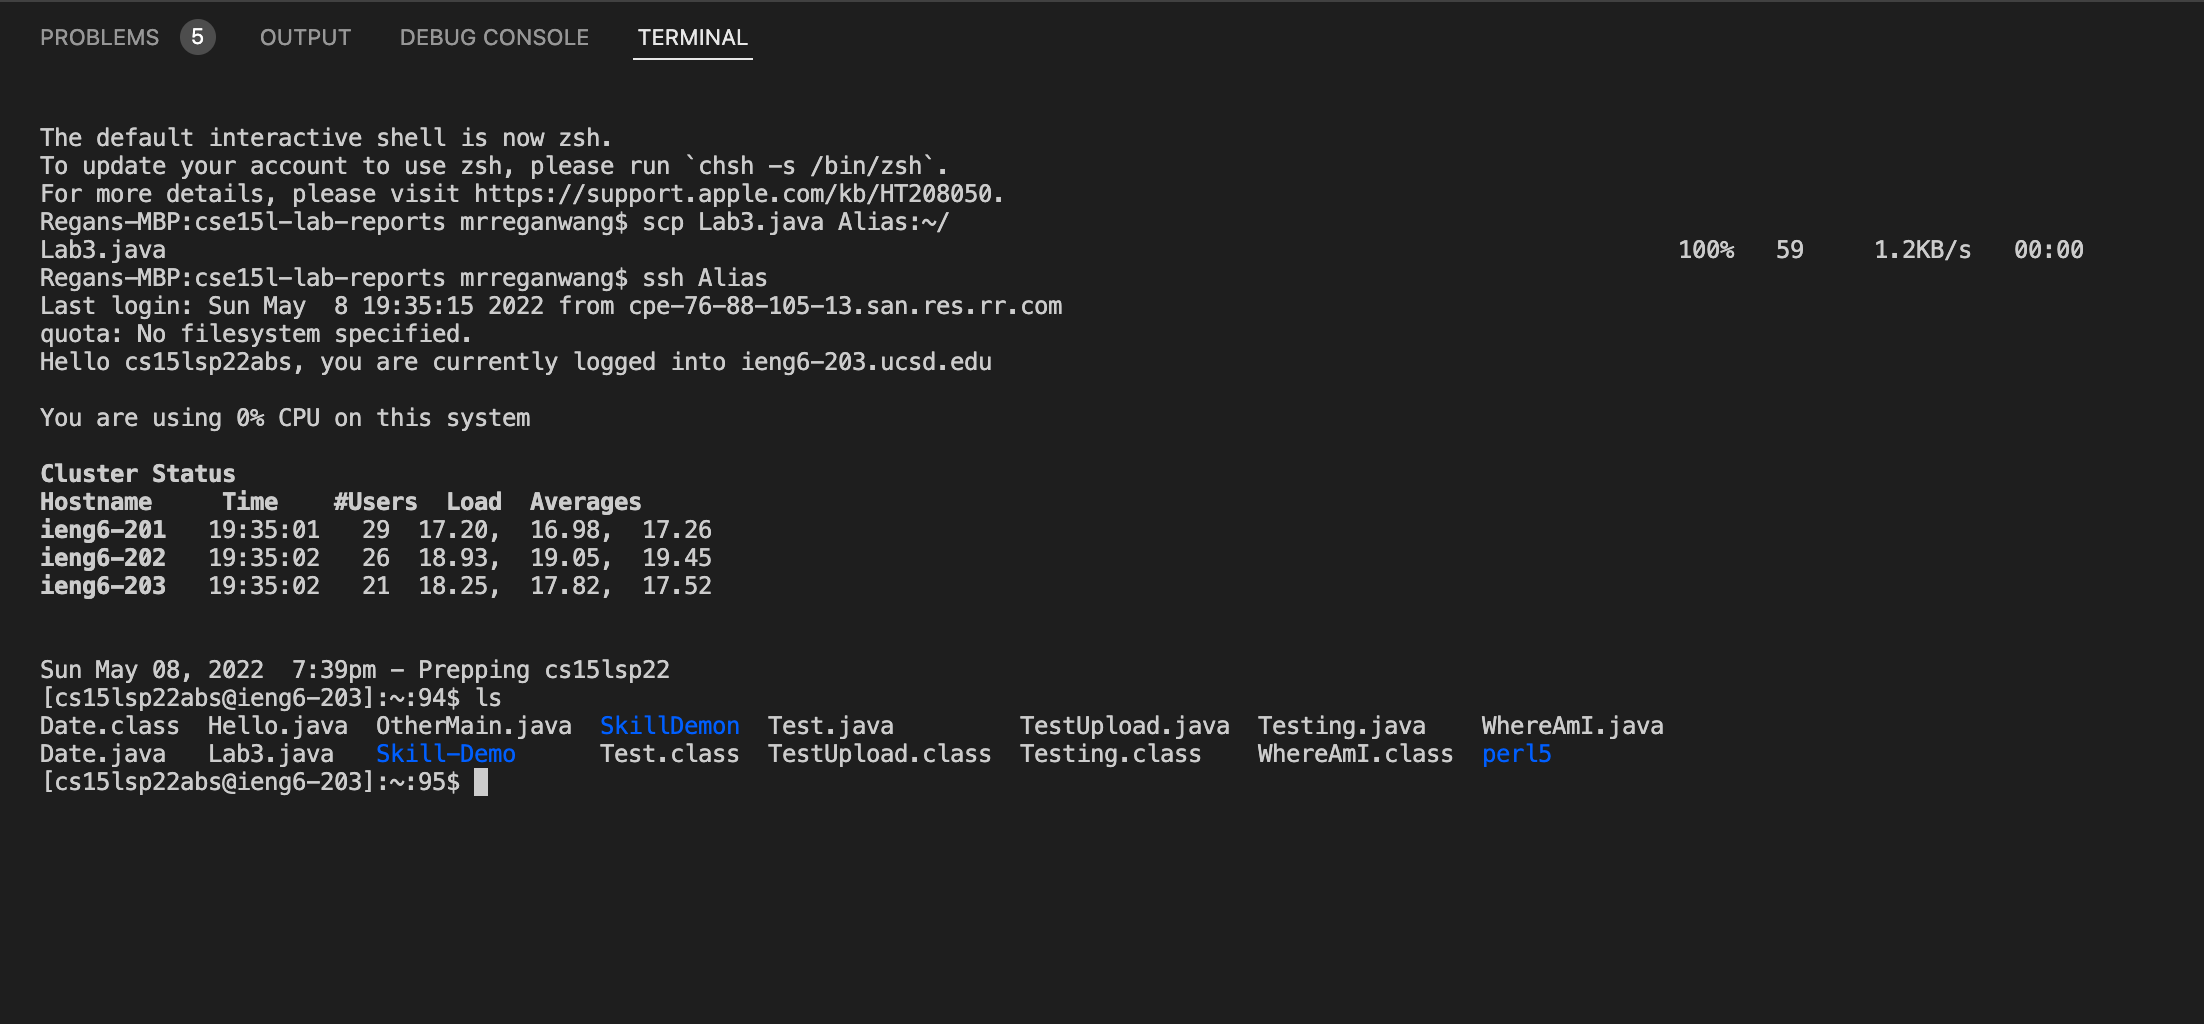 PROBLEMS 5 OUTPUT DEBUG CONSOLE TERMINAL
The default interactive shell is now zsh.
To update your account to use zsh, please run `chsh -s /bin/zsh`.
For more details, please visit https://support.apple.com/kb/HT208050.
Regans-MBP:cse15l-lab-reports mrreganwang$ scp Lab3.java Alias:~/
Lab3.java 100% 59 1.2KB/s 00:00
Regans-MBP:cse15l-lab-reports mrreganwang$ ssh Alias
Last login: Sun May  8 19:35:15 2022 from cpe-76-88-105-13.san.res.rr.com
quota: No filesystem specified.
Hello cs15lsp22abs, you are currently logged into ieng6-203.ucsd.edu
You are using 0% CPU on this system
Cluster Status
Hostname     Time    #Users  Load  Averages
ieng6-201   19:35:01   29  17.20,  16.98,  17.26
ieng6-202   19:35:02   26  18.93,  19.05,  19.45
ieng6-203   19:35:02   21  18.25,  17.82,  17.52
Sun May 08, 2022  7:39pm - Prepping cs15lsp22
[cs15lsp22abs@ieng6-203]:~:94$ ls
Date.class  Hello.java  OtherMain.java  SkillDemon  Test.java         TestUpload.java  Testing.java    WhereAmI.java
Date.java   Lab3.java   Skill-Demo      Test.class  TestUpload.class  Testing.class    WhereAmI.class  perl5
[cs15lsp22abs@ieng6-203]:~:95$